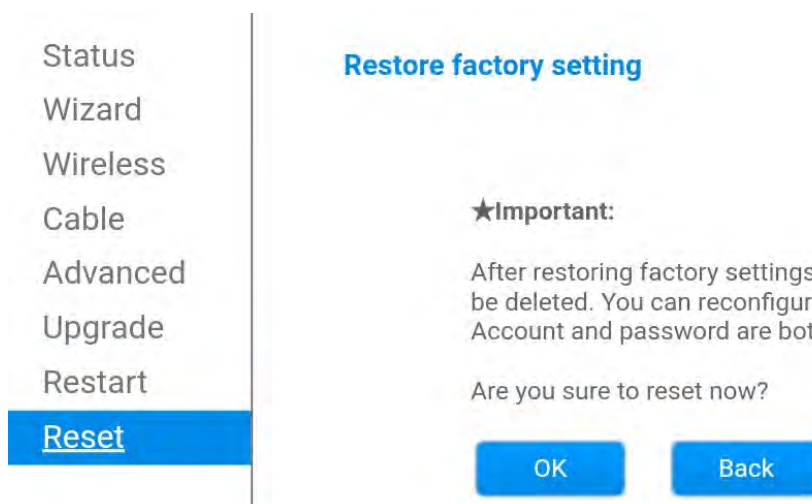 Status
Wizard
Wireless
Cable
Advanced
Upgrade
Restart
Reset
Restore factory setting
★Important:
After restoring factory settings
be deleted. You can reconfigur
Account and password are bot
Are you sure to reset now?
OK
Back